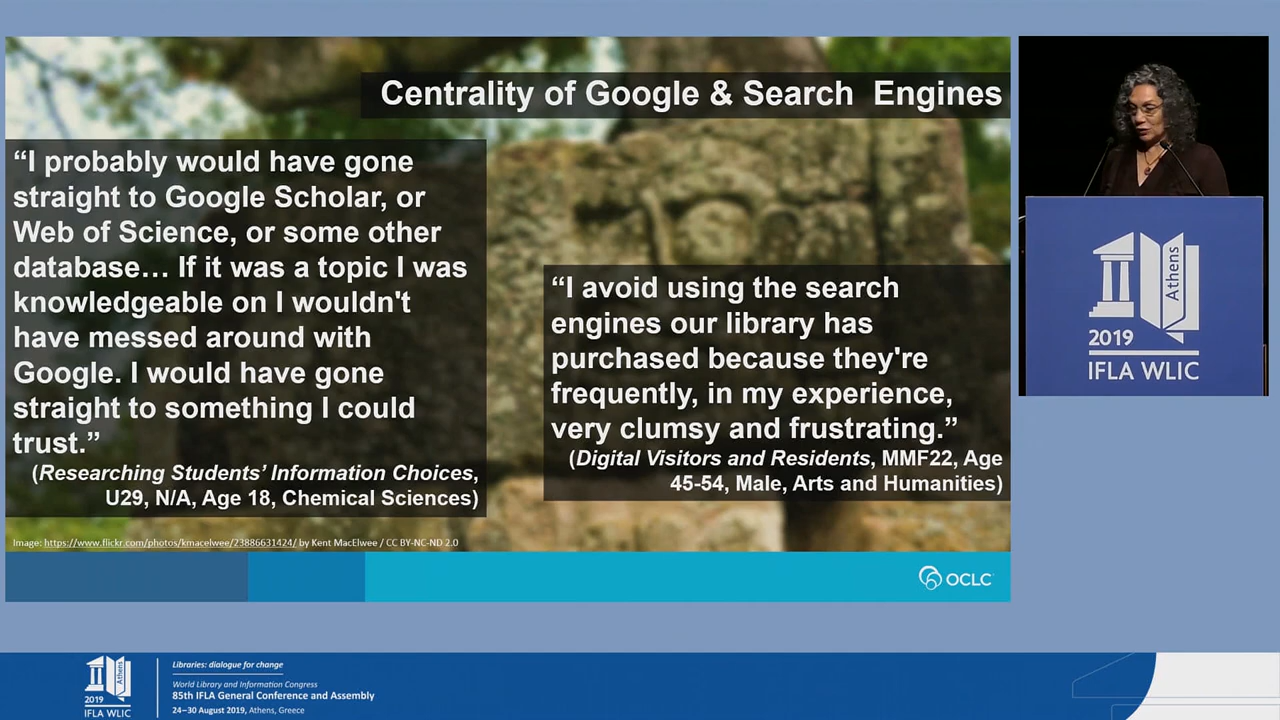 Centrality of Google & Search Engines
“I probably would have gone
straight to Google Scholar, or
Web of Science, or some other
database… If it was a topic I was
knowledgeable on I wouldn't
have messed around with
Google. I would have gone
straight to something I could
trust.”
(Researching Students’ Information Choices,
U29, N/A, Age 18, Chemical Sciences)
“I avoid using the search
engines our library has
purchased because they're
frequently, in my experience,
very clumsy and frustrating.”
(Digital Visitors and Residents, MMF22, Age
45-54, Male, Arts and Humanities)
Image: https://www.flickr.com/photos/kmacelwee/23886631424/ by Kent MacElwee / CC BY-NC-ND 2.0
OCLC
Athens
2019
IFLA WLIC
Athens
2019
IFLA WLIC
Libraries: dialogue for change
World Library and Information Congress
85th IFLA General Conference and Assembly
24–30 August 2019, Athens, Greece